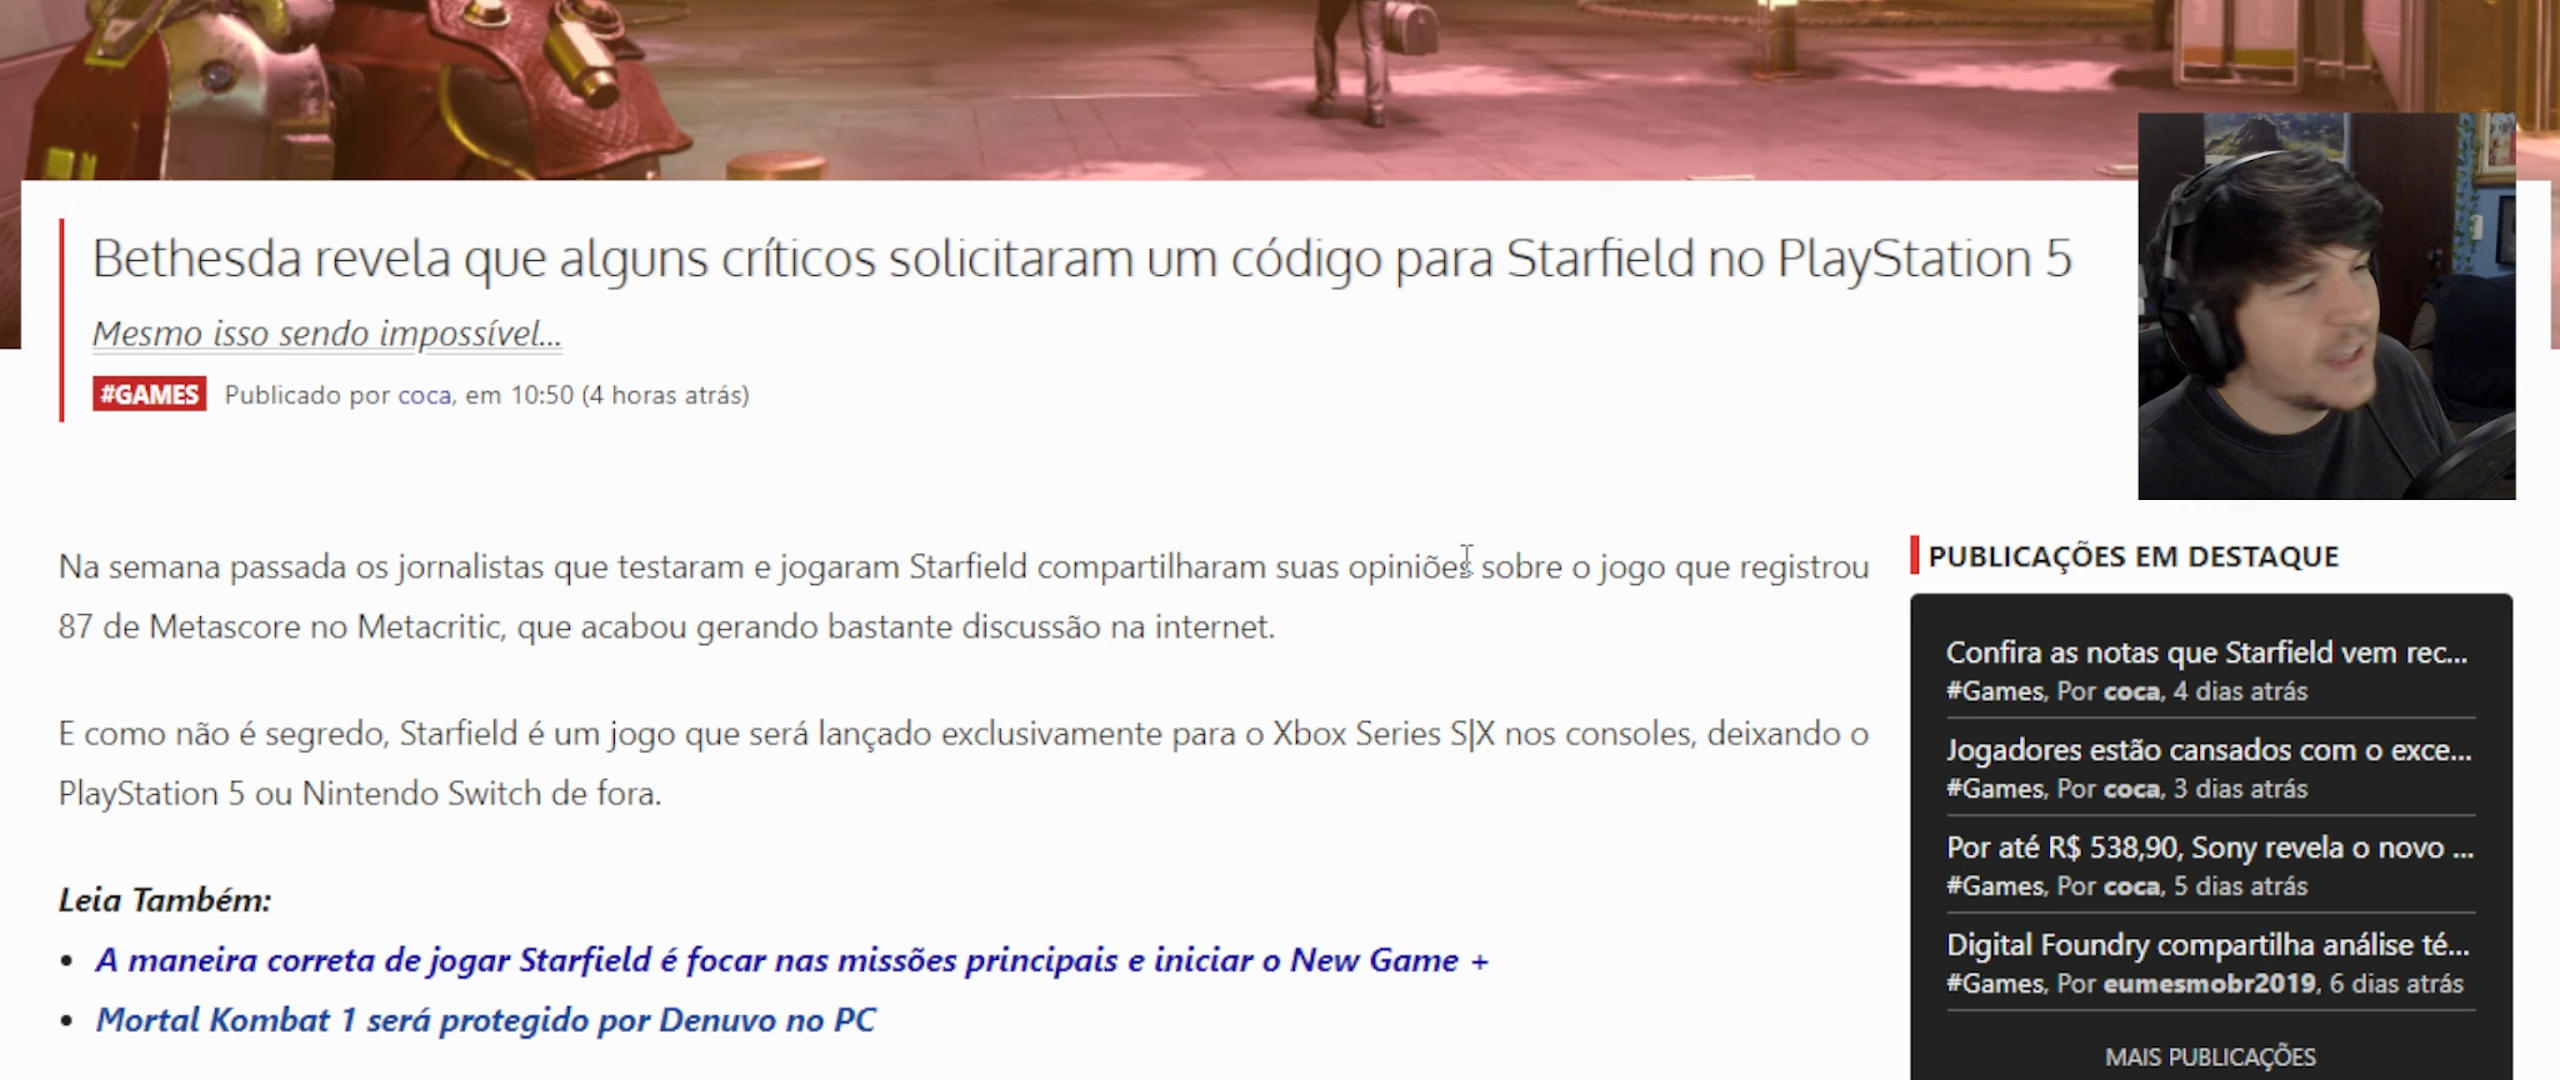 Bethesda revela que alguns críticos solicitaram um código para Starfield no PlayStation 5
Mesmo isso sendo impossível...
#GAMES Publicado por coca, em 10:50 (4 horas atrás)
Na semana passada os jornalistas que testaram e jogaram Starfield compartilharam suas opiniões sobre o jogo que registrou
87 de Metascore no Metacritic, que acabou gerando bastante discussão na internet.
E como não é segredo, Starfield é um jogo que será lançado exclusivamente para o Xbox Series S|X nos consoles, deixando o
PlayStation 5 ou Nintendo Switch de fora.
Leia Também:
• A maneira correta de jogar Starfield é focar nas missões principais e iniciar o New Game +
• Mortal Kombat 1 será protegido por Denuvo no PC
PUBLICAÇÕES EM DESTAQUE
Confira as notas que Starfield vem rec...
#Games, Por coca, 4 dias atrás
Jogadores estão cansados com o exce...
#Games, Por coca, 3 dias atrás
Por até R$ 538,90, Sony revela o novo ...
#Games, Por coca, 5 dias atrás
Digital Foundry compartilha análise té...
#Games, Por eumesmobr2019, 6 dias atrás
MAIS PUBLICAÇÕES